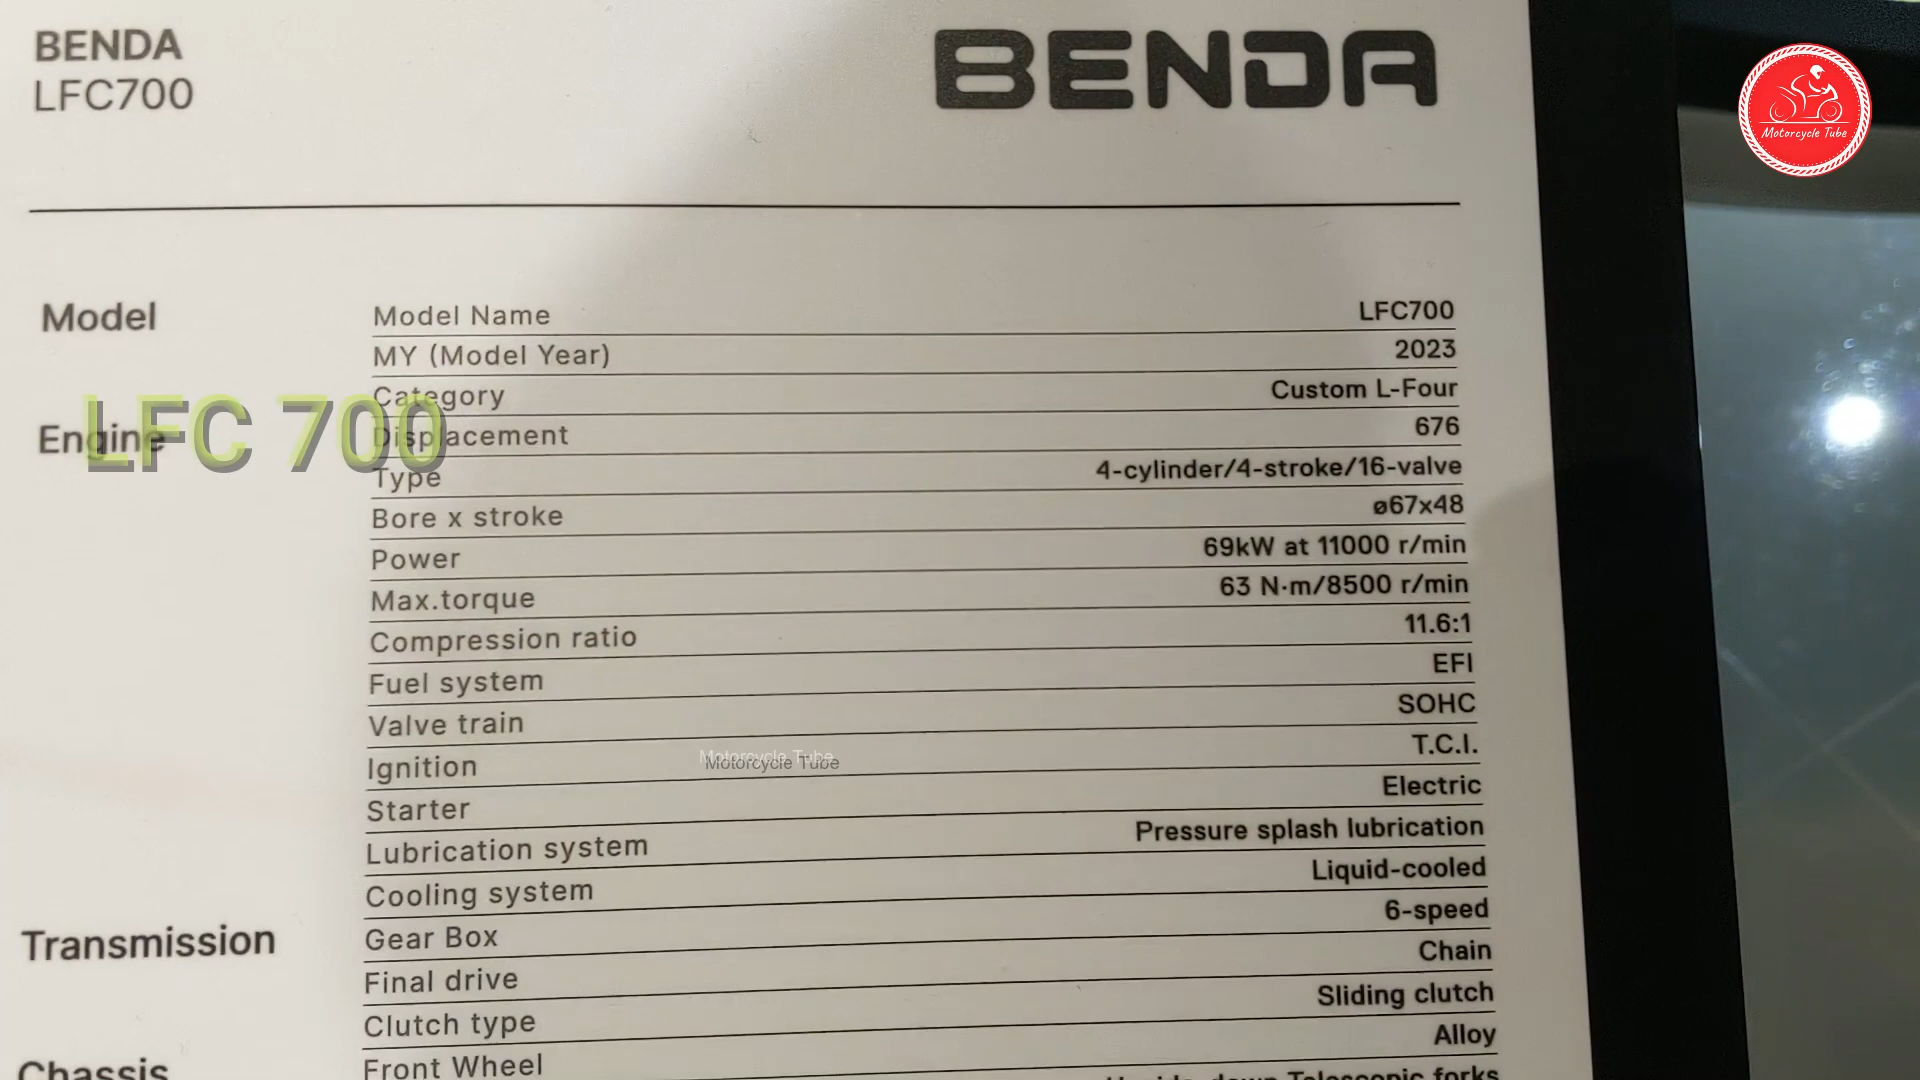 BENDA
LFC700
BENDA
Motorcycle Tube
Model
Model Name LFC700
MY (Model Year) 2023
Category Custom L-Four
LFC 700
Engine
Displacement 676
Type 4-cylinder/4-stroke/16-valve
Bore x stroke ø67x48
Power 69kW at 11000 r/min
Max.torque 63 N·m/8500 r/min
Compression ratio 11.6:1
Fuel system EFI
Valve train SOHC
Motorcycle Tube
Ignition T.C.I.
Starter Electric
Lubrication system Pressure splash lubrication
Cooling system Liquid-cooled
Transmission
Gear Box 6-speed
Final drive Chain
Clutch type Sliding clutch
Chassis
Front Wheel Alloy
Upside-down Telescopic forks